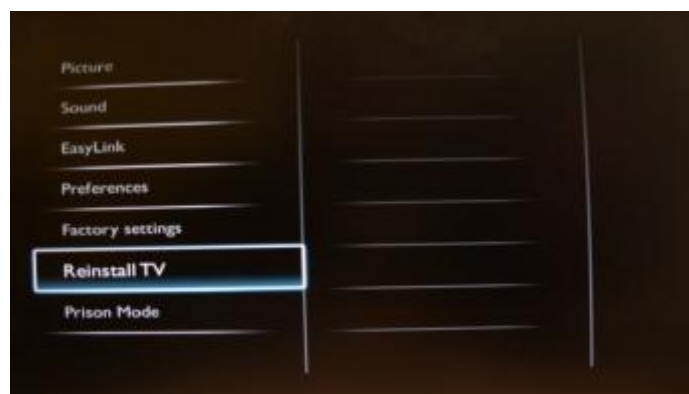 Picture
Sound
EasyLink
Preferences
Factory settings
Reinstall TV
Prison Mode